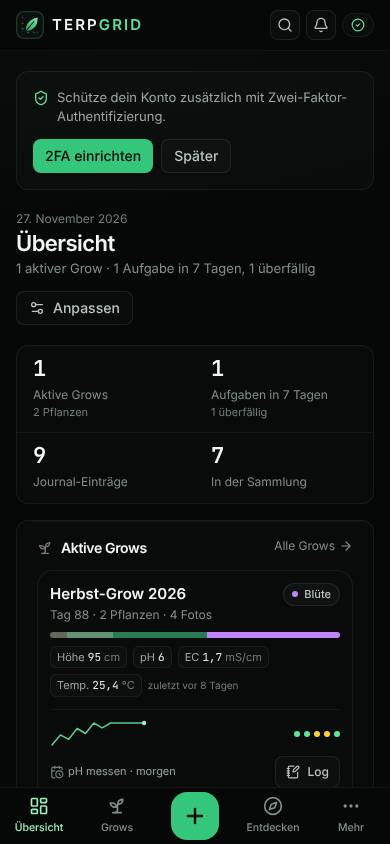 TERPGRID
Schütze dein Konto zusätzlich mit Zwei-Faktor-
Authentifizierung.
2FA einrichten
Später
27. November 2026
Übersicht
1 aktiver Grow · 1 Aufgabe in 7 Tagen, 1 überfällig
Anpassen
1
Aktive Grows
2 Pflanzen
1
Aufgaben in 7 Tagen
1 überfällig
9
Journal-Einträge
7
In der Sammlung
Aktive Grows
Alle Grows →
Herbst-Grow 2026
Blüte
Tag 88 · 2 Pflanzen · 4 Fotos
Höhe 95 cm
pH 6
EC 1,7 mS/cm
Temp. 25,4 °C
zuletzt vor 8 Tagen
pH messen · morgen
Log
Übersicht
Grows
Entdecken
Mehr